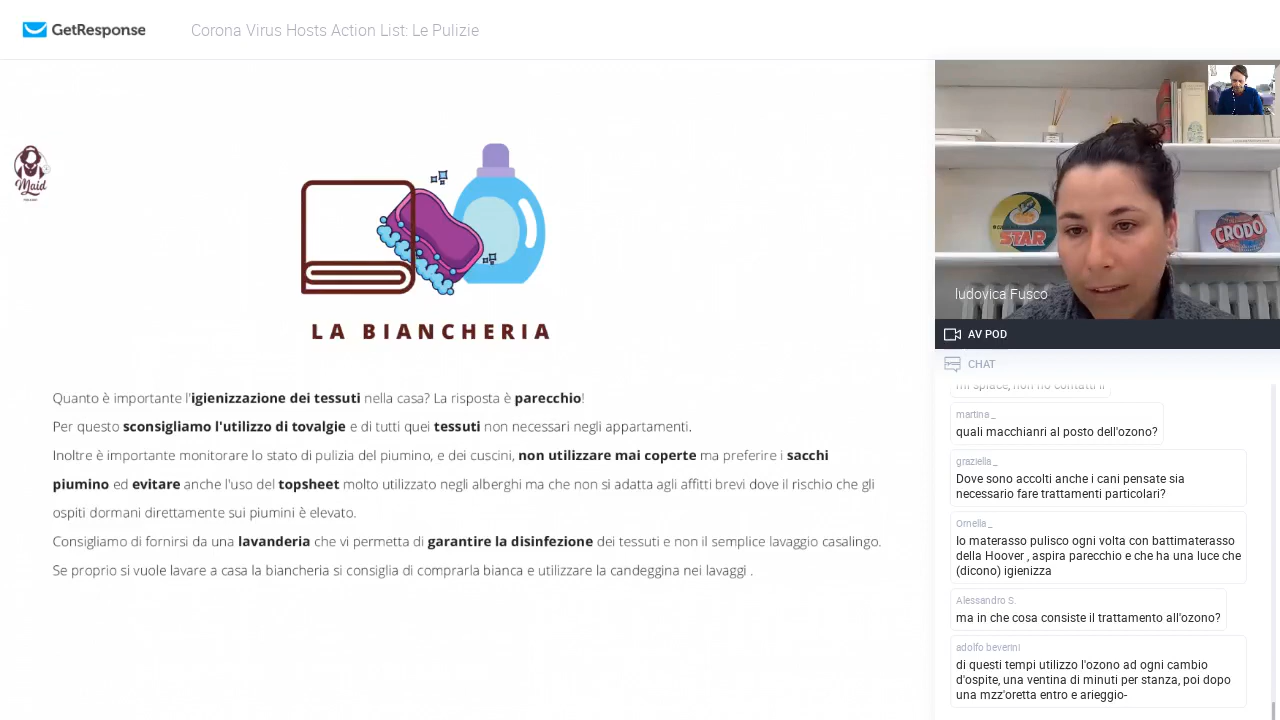 GetResponse
Corona Virus Hosts Action List: Le Pulizie
Maid
LA BIANCHERIA
Quanto è importante l'igienizzazione dei tessuti nella casa? La risposta è parecchio!
Per questo sconsigliamo l'utilizzo di tovalgie e di tutti quei tessuti non necessari negli appartamenti.
Inoltre è importante monitorare lo stato di pulizia del piumino, e dei cuscini, non utilizzare mai coperte ma preferire i sacchi
piumino ed evitare anche l'uso del topsheet molto utilizzato negli alberghi ma che non si adatta agli affitti brevi dove il rischio che gli
ospiti dormani direttamente sui piumini è elevato.
Consigliamo di fornirsi da una lavanderia che vi permetta di garantire la disinfezione dei tessuti e non il semplice lavaggio casalingo.
Se proprio si vuole lavare a casa la biancheria si consiglia di comprarla bianca e utilizzare la candeggina nei lavaggi .
STAR
CRODO
ludovica Fusco
AV POD
CHAT
mi spiace, non ho contatti lì
martina _
quali macchianri al posto dell'ozono?
graziella _
Dove sono accolti anche i cani pensate sia
necessario fare trattamenti particolari?
Ornella _
Io materasso pulisco ogni volta con battimaterasso
della Hoover , aspira parecchio e che ha una luce che
(dicono) igienizza
Alessandro S.
ma in che cosa consiste il trattamento all'ozono?
adolfo beverini
di questi tempi utilizzo l'ozono ad ogni cambio
d'ospite, una ventina di minuti per stanza, poi dopo
una mzz'oretta entro e arieggio-